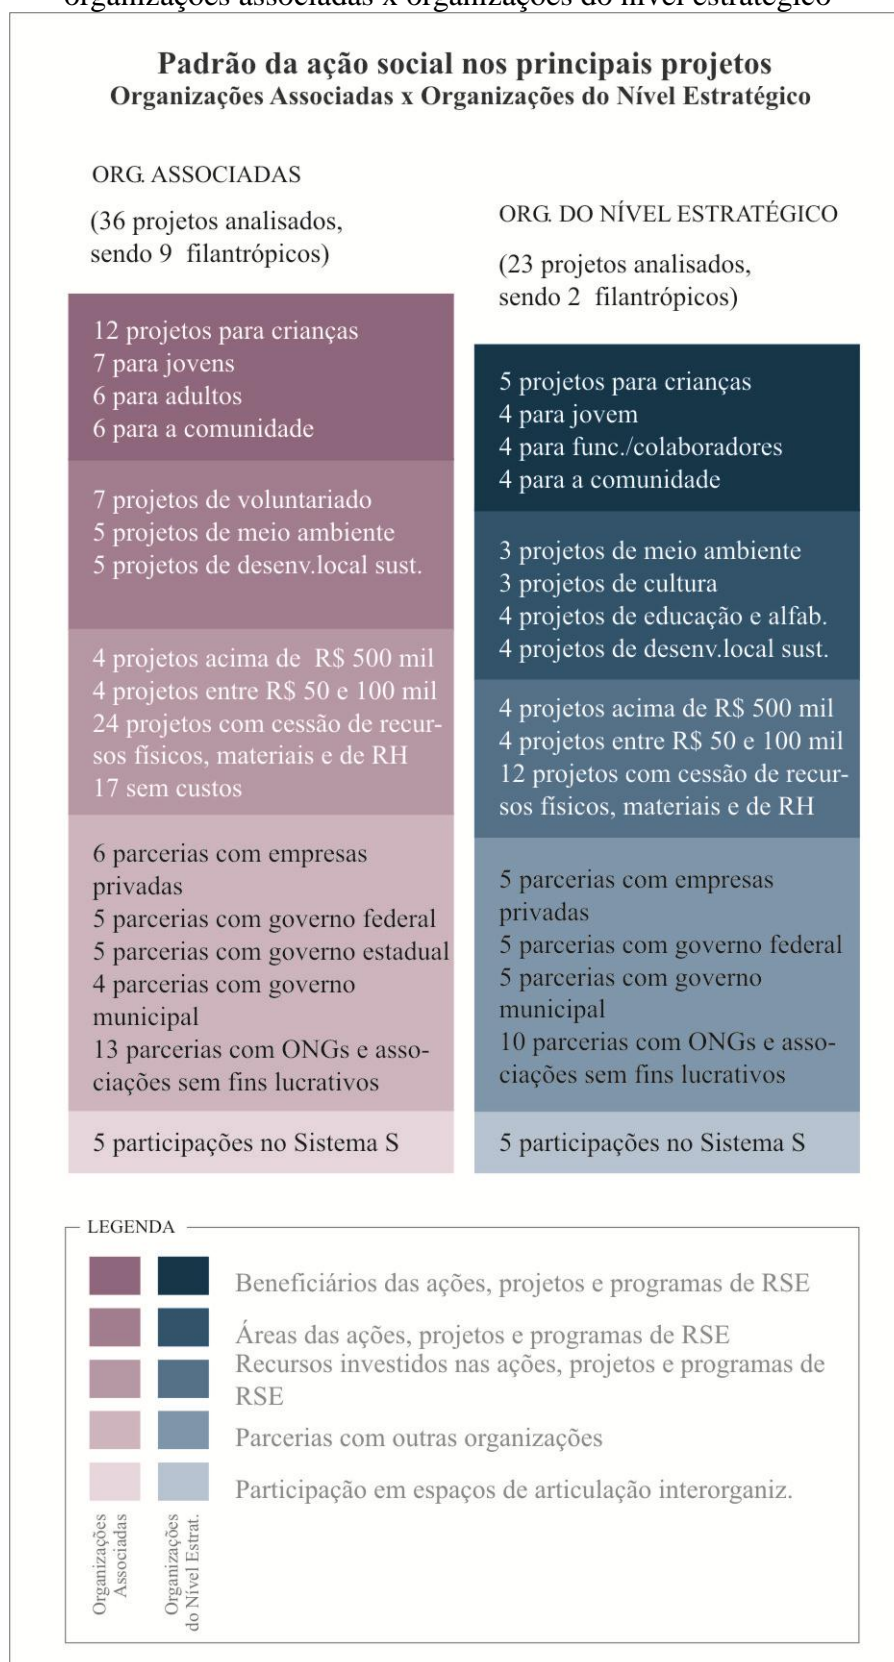 organizações associadas x organizações do nível estratégico
Padrão da ação social nos principais projetos
Organizações Associadas x Organizações do Nível Estratégico
ORG. ASSOCIADAS
(36 projetos analisados,
sendo 9 filantrópicos)
12 projetos para crianças
7 para jovens
6 para adultos
6 para a comunidade
7 projetos de voluntariado
5 projetos de meio ambiente
5 projetos de desenv.local sust.
4 projetos acima de R$ 500 mil
4 projetos entre R$ 50 e 100 mil
24 projetos com cessão de recur-
sos físicos, materiais e de RH
17 sem custos
6 parcerias com empresas
privadas
5 parcerias com governo federal
5 parcerias com governo estadual
4 parcerias com governo
municipal
13 parcerias com ONGs e asso-
ciações sem fins lucrativos
5 participações no Sistema S
ORG. DO NÍVEL ESTRATÉGICO
(23 projetos analisados,
sendo 2 filantrópicos)
5 projetos para crianças
4 para jovem
4 para func./colaboradores
4 para a comunidade
3 projetos de meio ambiente
3 projetos de cultura
4 projetos de educação e alfab.
4 projetos de desenv.local sust.
4 projetos acima de R$ 500 mil
4 projetos entre R$ 50 e 100 mil
12 projetos com cessão de recur-
sos físicos, materiais e de RH
5 parcerias com empresas
privadas
5 parcerias com governo federal
5 parcerias com governo
municipal
10 parcerias com ONGs e asso-
ciações sem fins lucrativos
5 participações no Sistema S
LEGENDA
Beneficiários das ações, projetos e programas de RSE
Áreas das ações, projetos e programas de RSE
Recursos investidos nas ações, projetos e programas de
RSE
Parcerias com outras organizações
Participação em espaços de articulação interorganiz.
Organizações
Associadas
Organizações
do Nível Estrat.